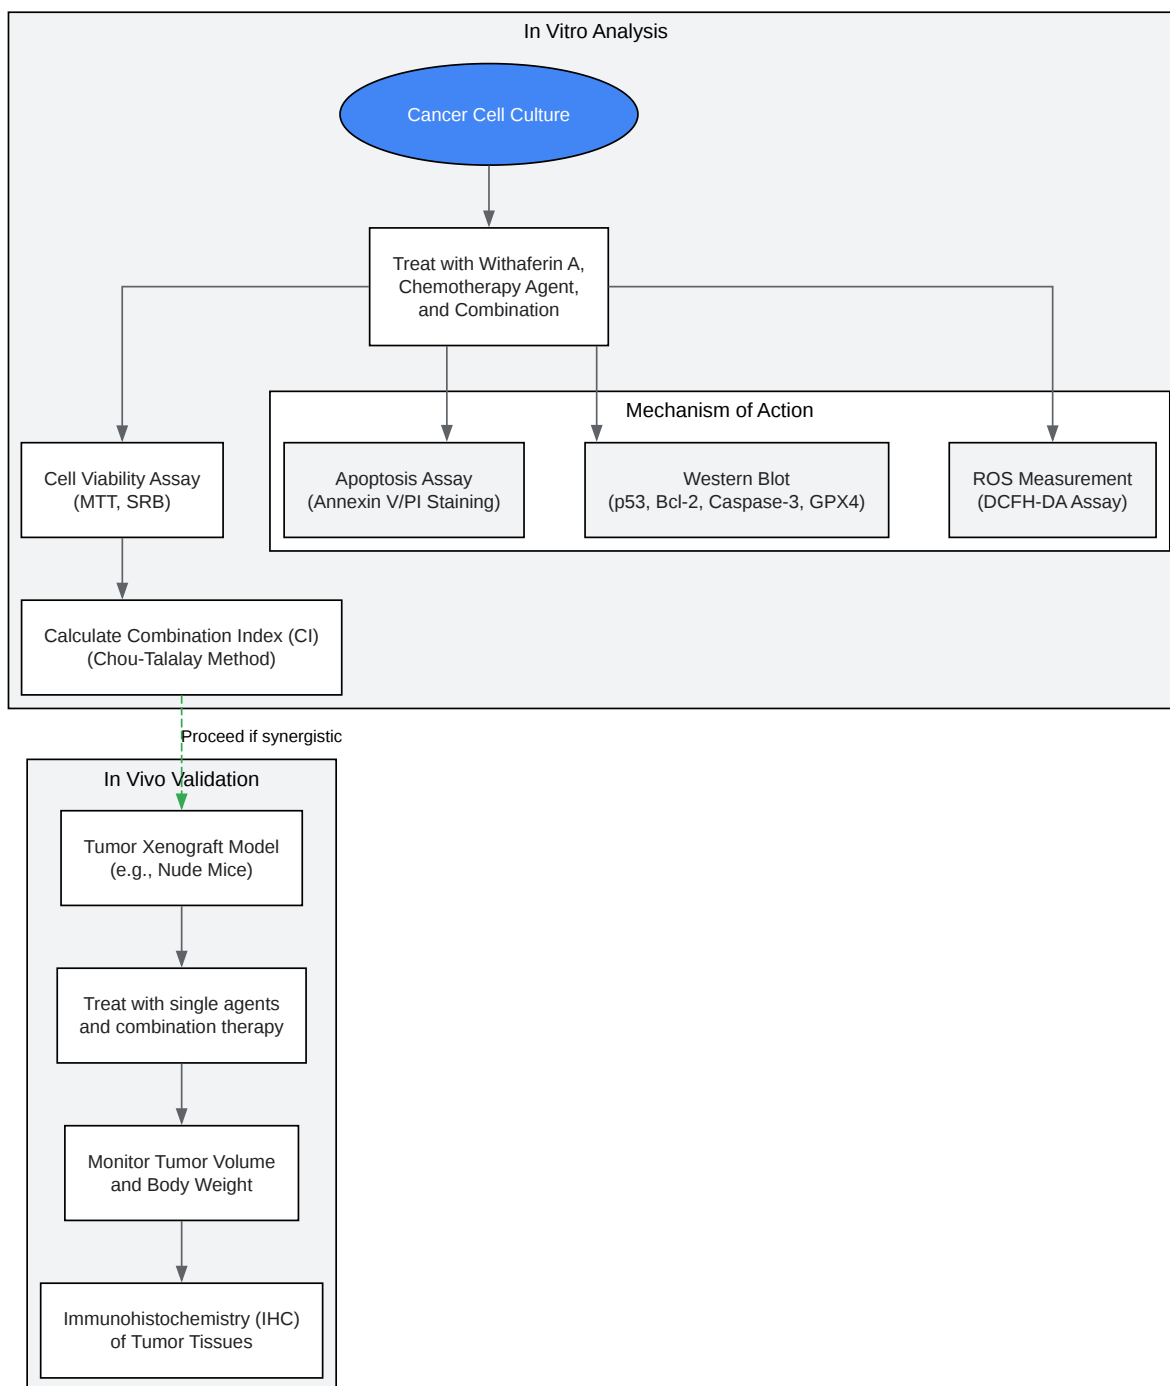 In Vitro Analysis
Cancer Cell Culture
Treat with Withaferin A,
Chemotherapy Agent,
and Combination
Mechanism of Action
Cell Viability Assay
(MTT, SRB)
Apoptosis Assay
(Annexin V/PI Staining)
Western Blot
(p53, Bcl-2, Caspase-3, GPX4)
ROS Measurement
(DCFH-DA Assay)
Calculate Combination Index (CI)
(Chou-Talalay Method)
Proceed if synergistic
In Vivo Validation
Tumor Xenograft Model
(e.g., Nude Mice)
Treat with single agents
and combination therapy
Monitor Tumor Volume
and Body Weight
Immunohistochemistry (IHC)
of Tumor Tissues